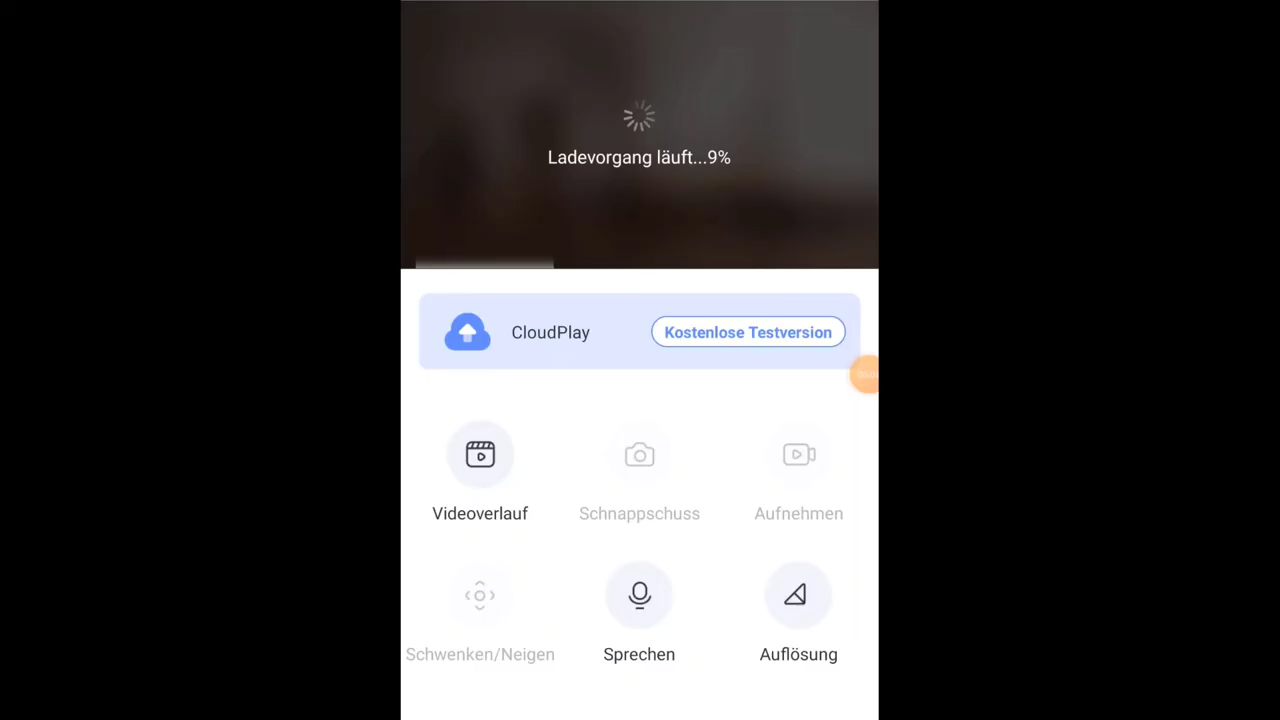 Ladevorgang läuft...9%
CloudPlay
Kostenlose Testversion
Videoverlauf
Schnappschuss
Aufnehmen
Schwenken/Neigen
Sprechen
Auflösung